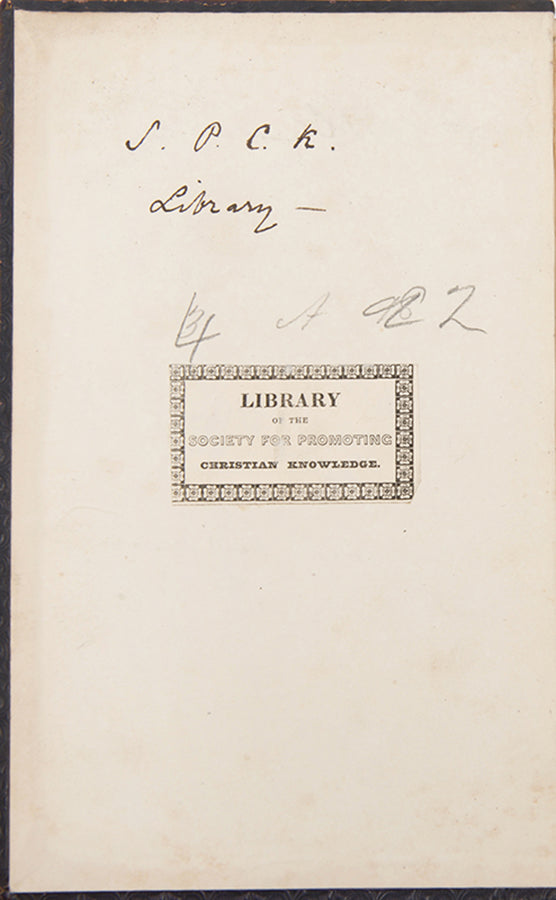 S. P. C. K.
Library —
A
LIBRARY
OF THE
SOCIETY FOR PROMOTING
CHRISTIAN KNOWLEDGE.